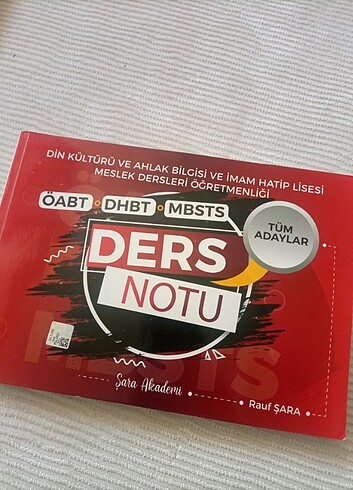 DİN KÜLTÜRÜ VE AHLAK BİLGİSİ VE İMAM HATİP LİSESİ
MESLEK DERSLERİ ÖĞRETMENLİĞİ
ÖABT DHBT MBSTS
TÜM
ADAYLAR
DERS
NOTU
MBSTS
Şara Akademi
Rauf ŞARA